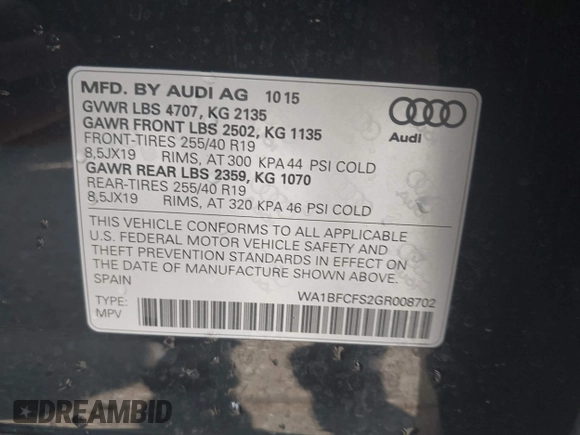 MFD. BY AUDI AG 10 15
GVWR LBS 4707, KG 2135
GAWR FRONT LBS 2502, KG 1135
FRONT-TIRES 255/40 R19
8,5JX19 RIMS, AT 300 KPA 44 PSI COLD
GAWR REAR LBS 2359, KG 1070
REAR-TIRES 255/40 R19
8,5JX19 RIMS, AT 320 KPA 46 PSI COLD
THIS VEHICLE CONFORMS TO ALL APPLICABLE
U.S. FEDERAL MOTOR VEHICLE SAFETY AND
THEFT PREVENTION STANDARDS IN EFFECT ON
THE DATE OF MANUFACTURE SHOWN ABOVE.
SPAIN
WA1BFCFS2GR008702
TYPE:
MPV
Audi
DREAMBID